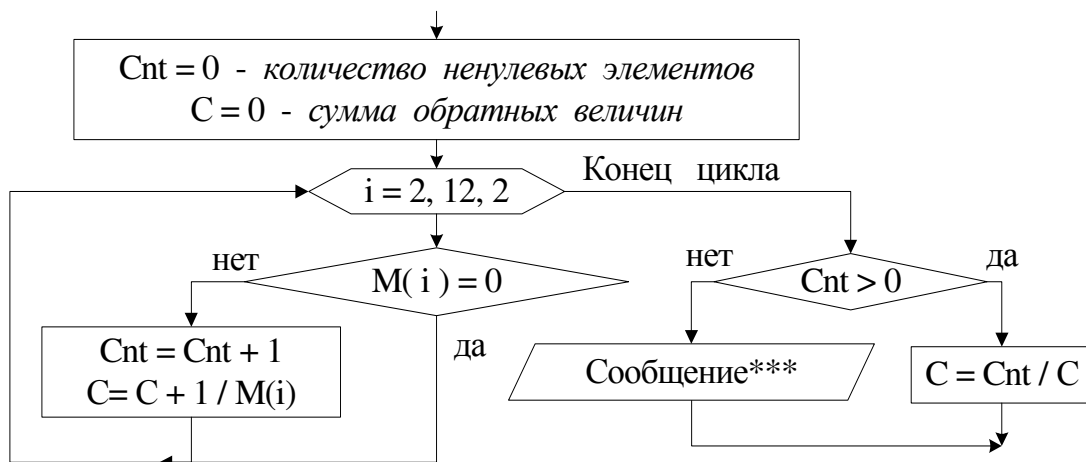 Cnt = 0 - количество ненулевых элементов
C = 0 - сумма обратных величин
Конец цикла
i = 2, 12, 2
нет
M( i ) = 0
да
Cnt = Cnt + 1
C= C + 1 / M(i)
нет
Cnt > 0
да
Сообщение***
C = Cnt / C